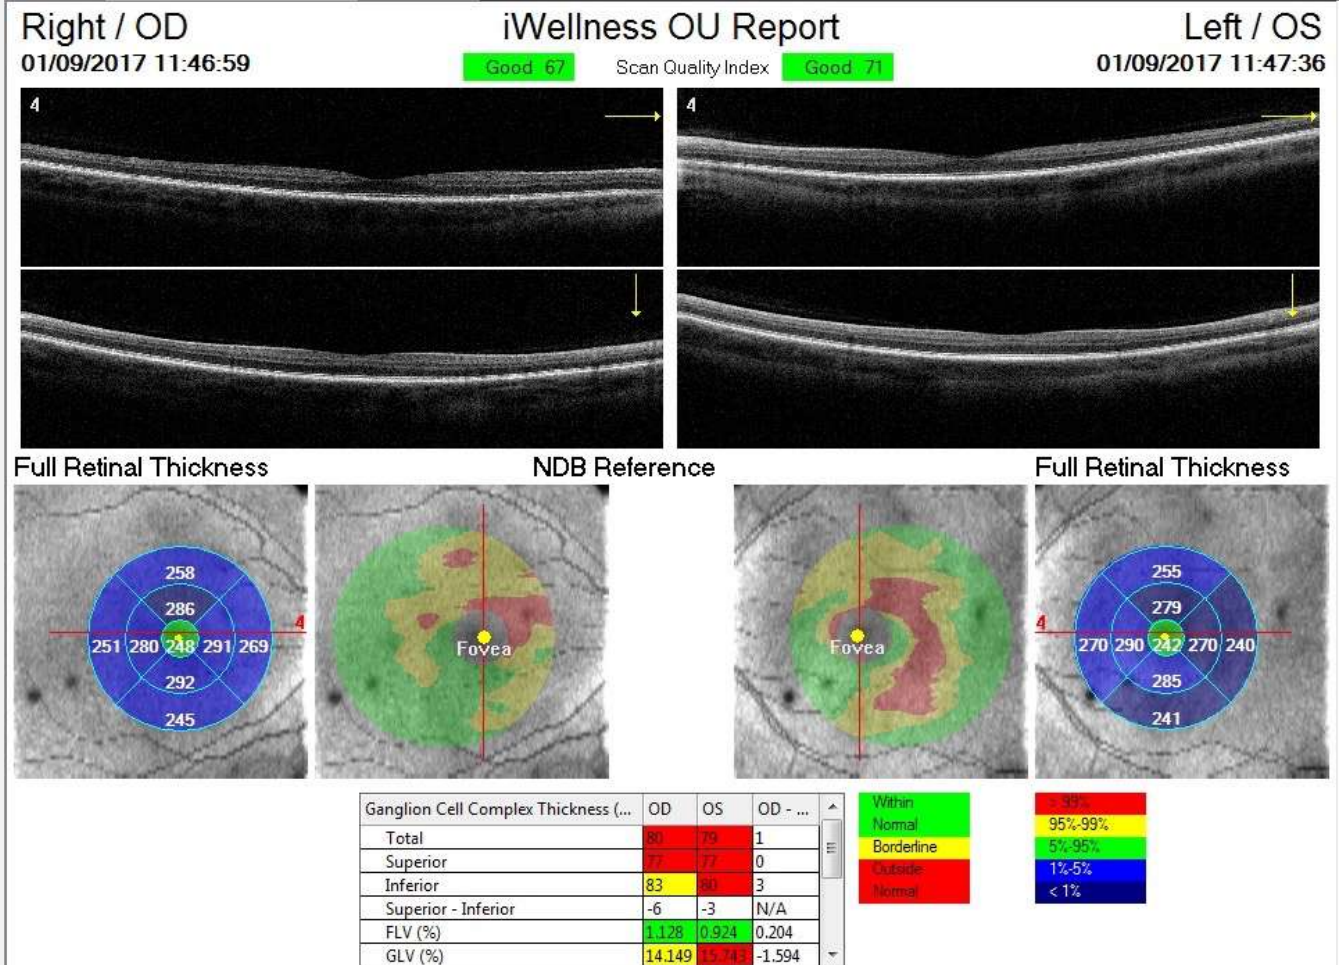 Right / OD
iWellness OU Report
Left / OS
01/09/2017 11:46:59
Good 67
Scan Quality Index
Good 71
01/09/2017 11:47:36
4
4
Full Retinal Thickness
NDB Reference
Full Retinal Thickness
258
286
251 280 248 291 269
292
245
4
Fovea
Fovea
255
279
4
270 290 242 270 240
285
241
Ganglion Cell Complex Thickness (... OD OS OD - ...
Total 80 79 1
Superior 77 77 0
Inferior 83 80 3
Superior - Inferior -6 -3 N/A
FLV (%) 1.128 0.924 0.204
GLV (%) 14.149 15.743 -1.594
Within
Normal
Borderline
Outside
Normal
> 99%
95%-99%
5%-95%
1%-5%
< 1%